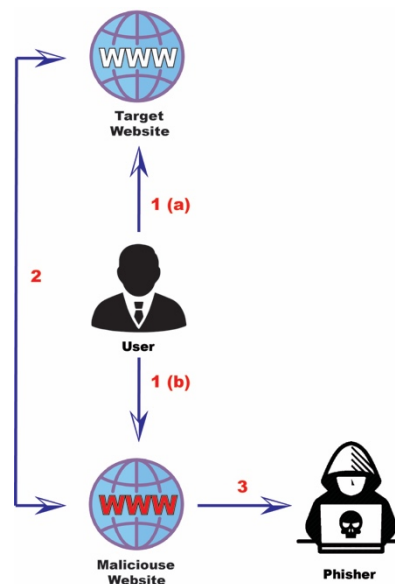 WWW
Target
Website
1 (a)
2
User
1 (b)
WWW
3
Maliciouse
Website
Phisher